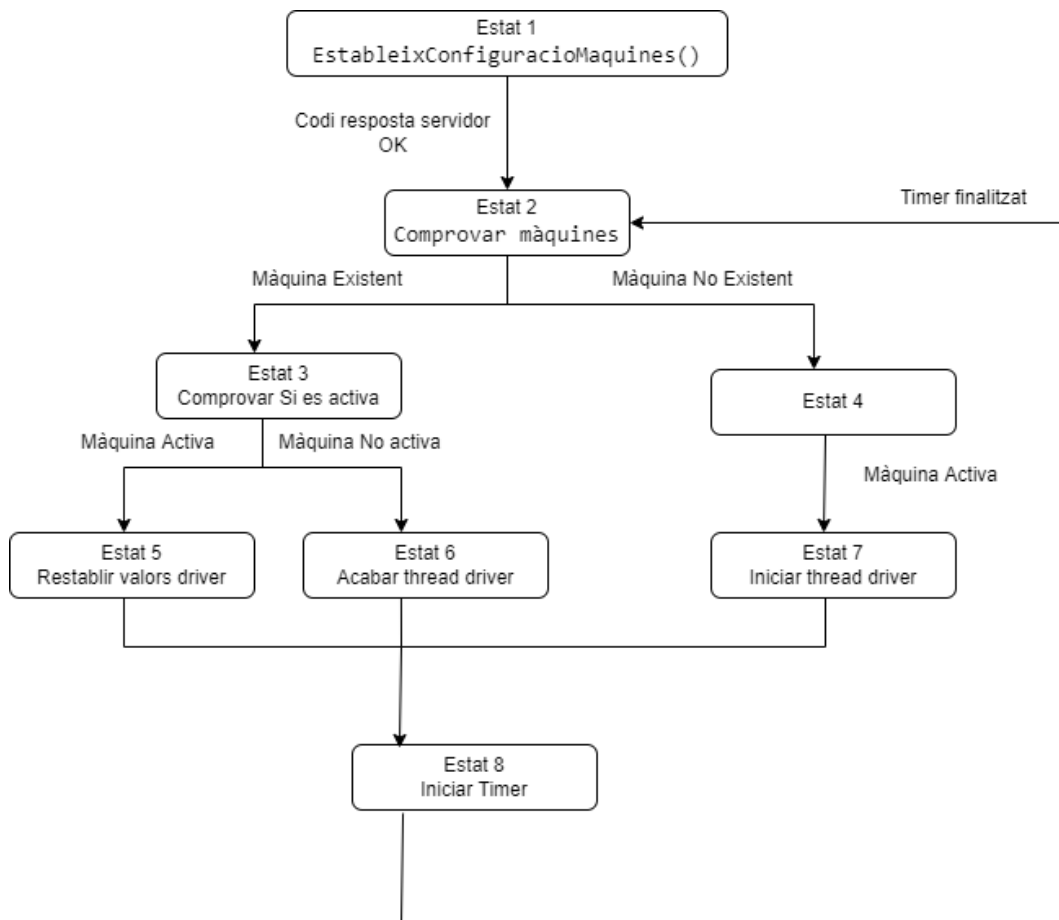 Estat 1
EstableixConfiguracioMaquines()
Codi resposta servidor
OK
Timer finalitzat
Estat 2
Comprovar màquines
Màquina Existent
Màquina No Existent
Estat 3
Comprovar Si es activa
Estat 4
Màquina Activa
Màquina No activa
Màquina Activa
Estat 5
Restablir valors driver
Estat 6
Acabar thread driver
Estat 7
Iniciar thread driver
Estat 8
Iniciar Timer